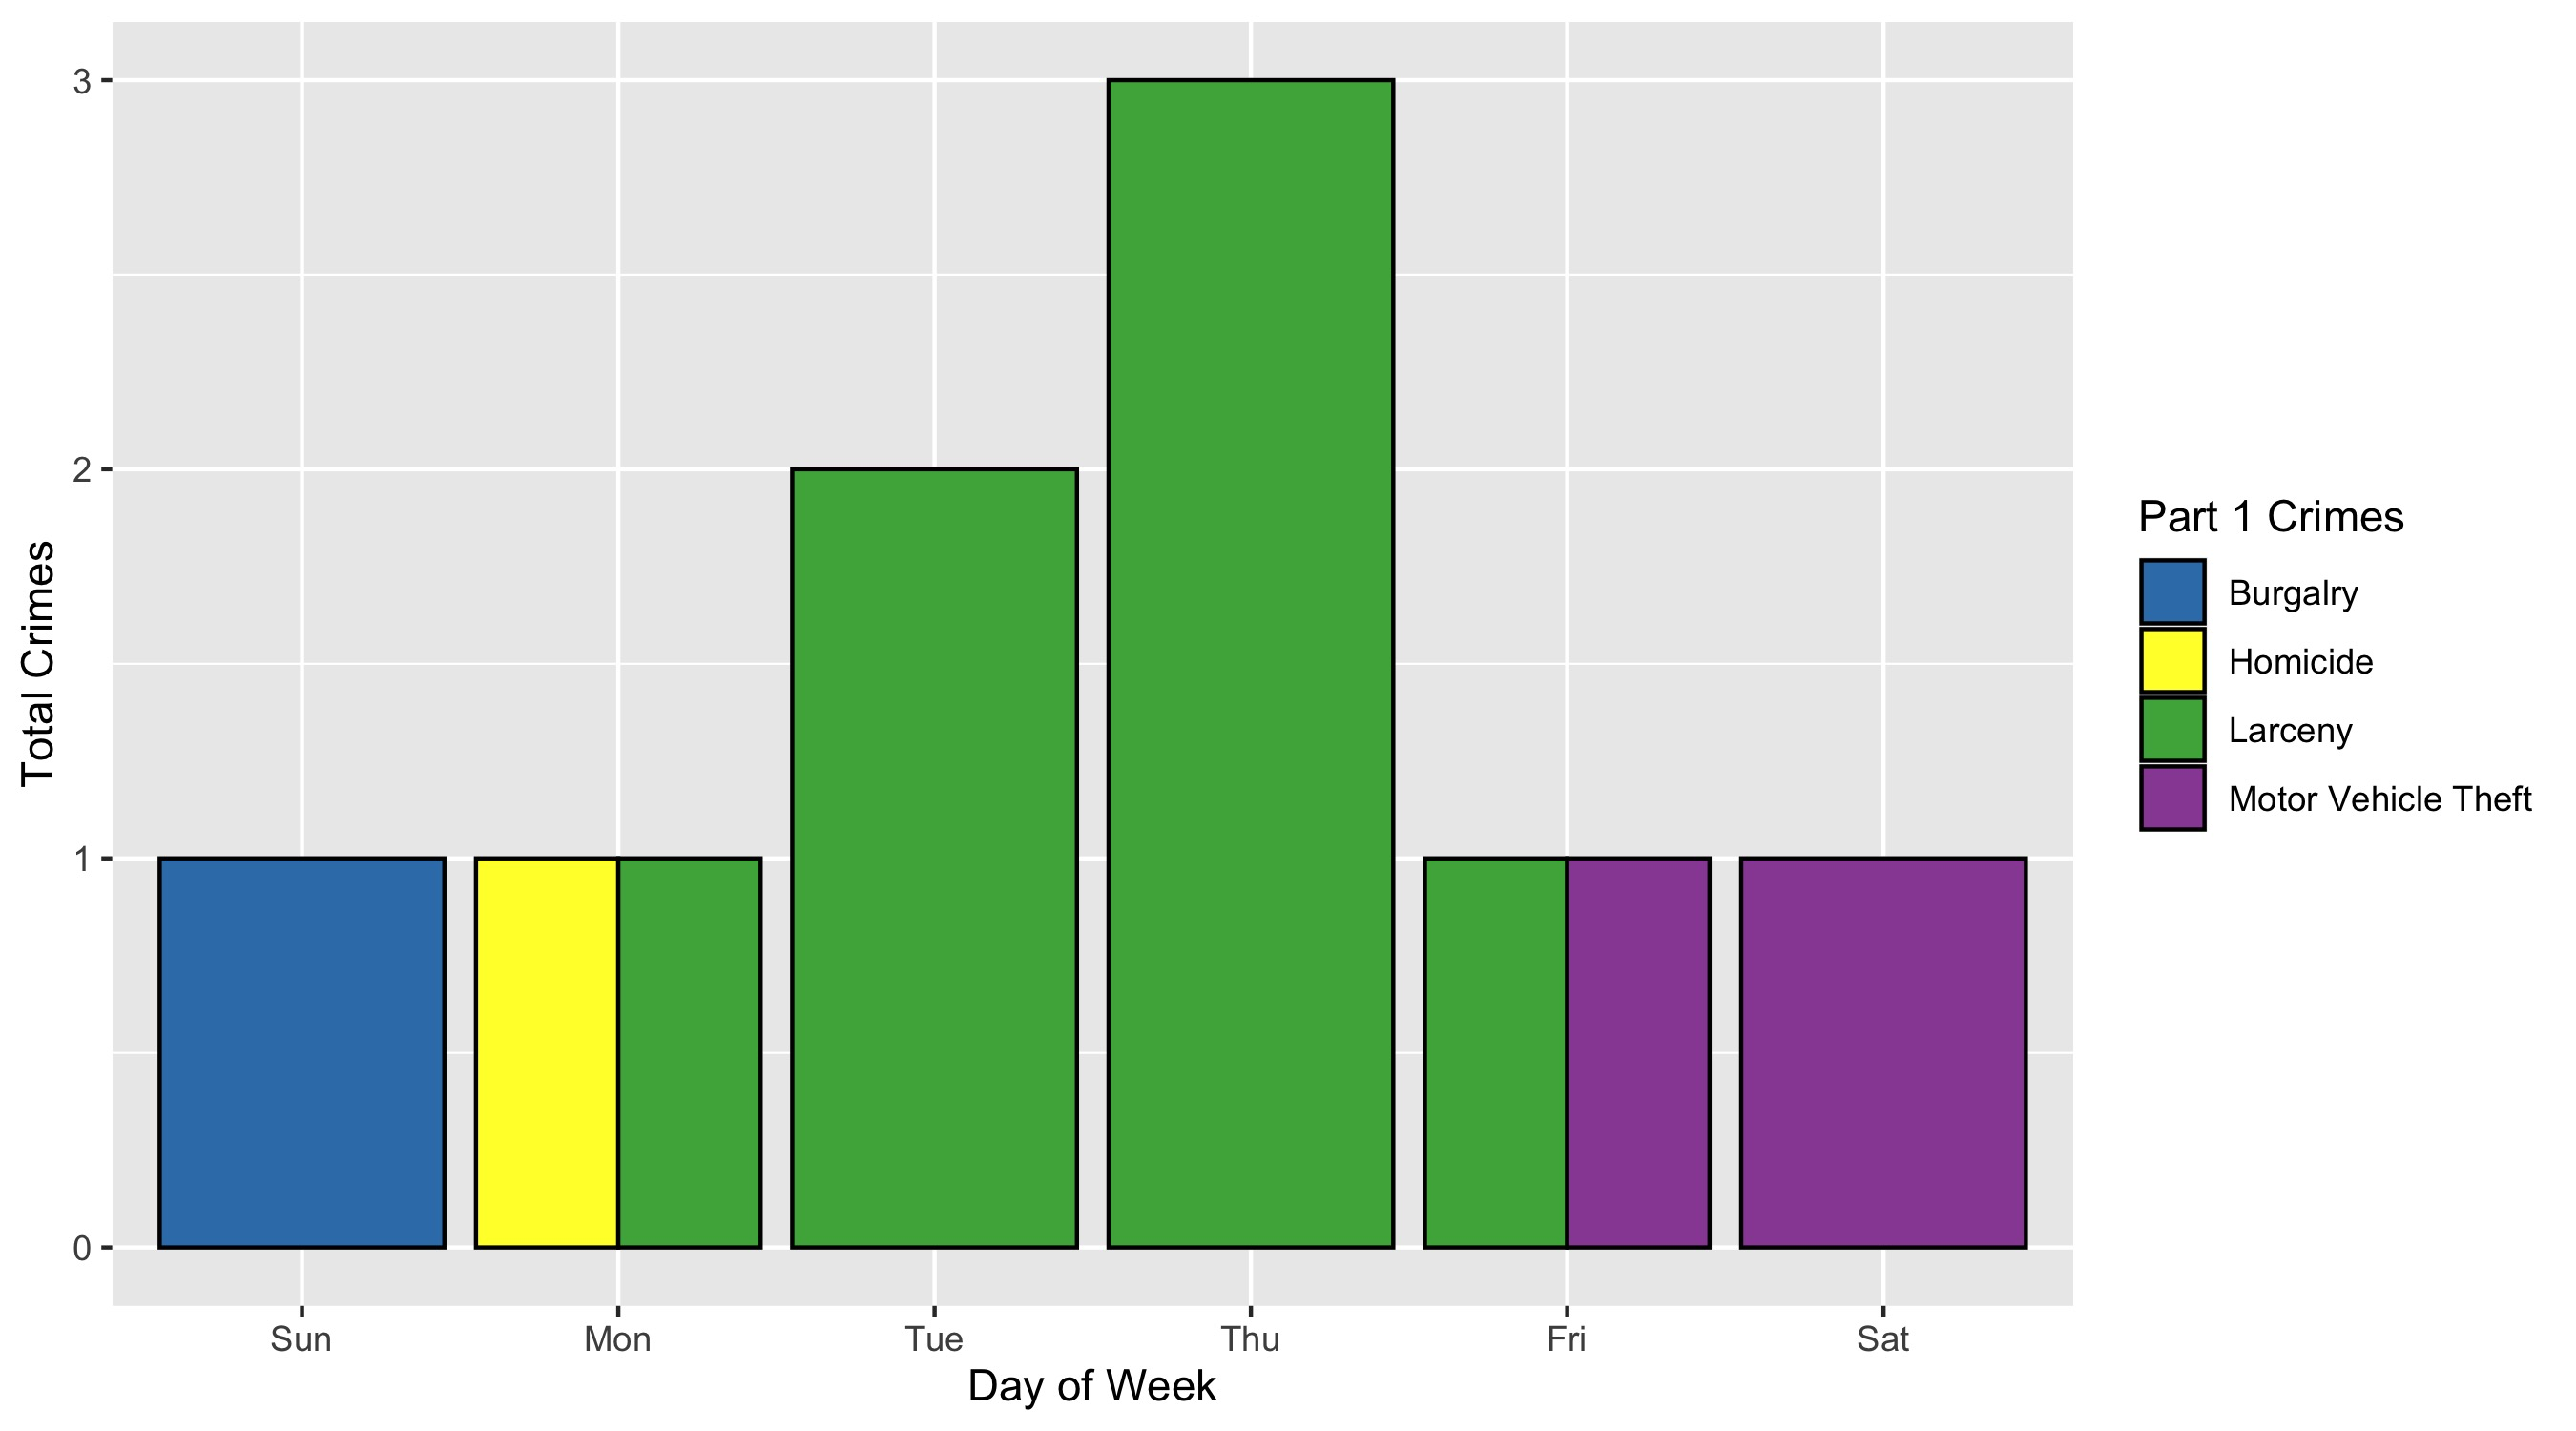 3
2
1
0
Total Crimes
Sun Mon Tue Thu Fri Sat
Day of Week
Part 1 Crimes
Burgalry
Homicide
Larceny
Motor Vehicle Theft